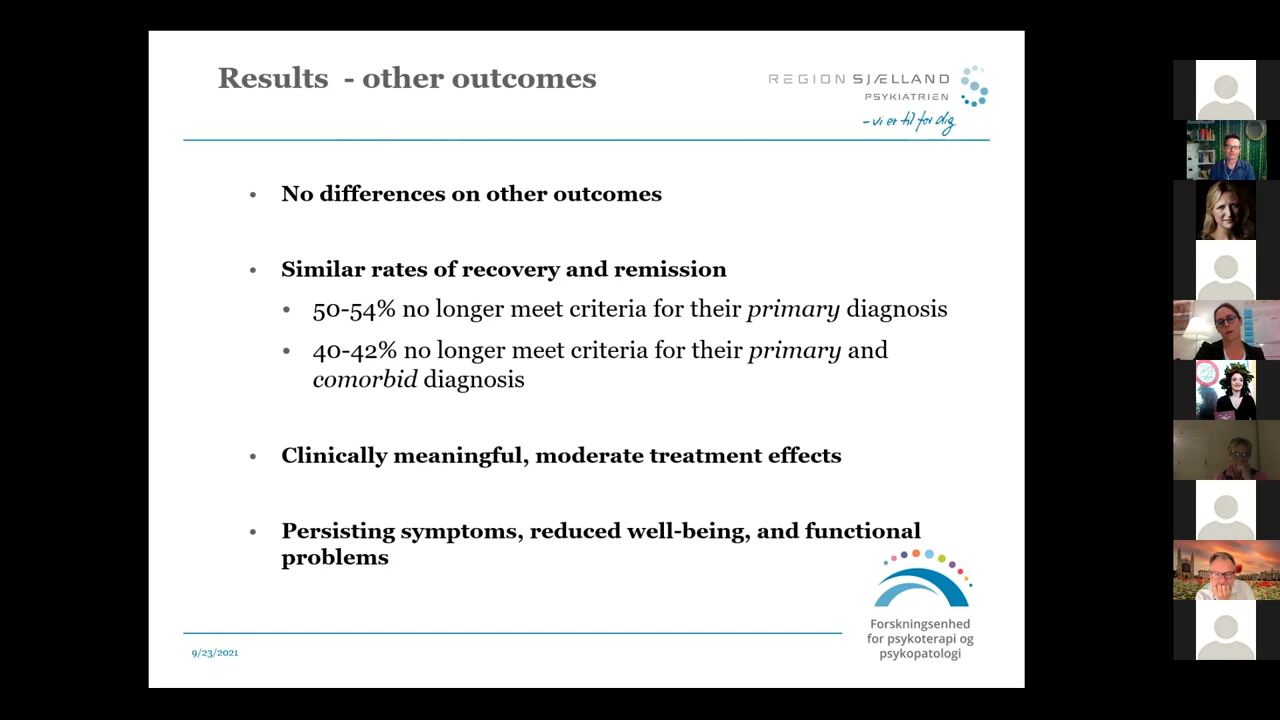 Results - other outcomes
REGION SJÆLLAND
PSYKIATRIEN
- vi er til for dig
• No differences on other outcomes
• Similar rates of recovery and remission
• 50-54% no longer meet criteria for their primary diagnosis
• 40-42% no longer meet criteria for their primary and
comorbid diagnosis
• Clinically meaningful, moderate treatment effects
• Persisting symptoms, reduced well-being, and functional
problems
Forskningsenhed
for psykoterapi og
psykopatologi
9/23/2021